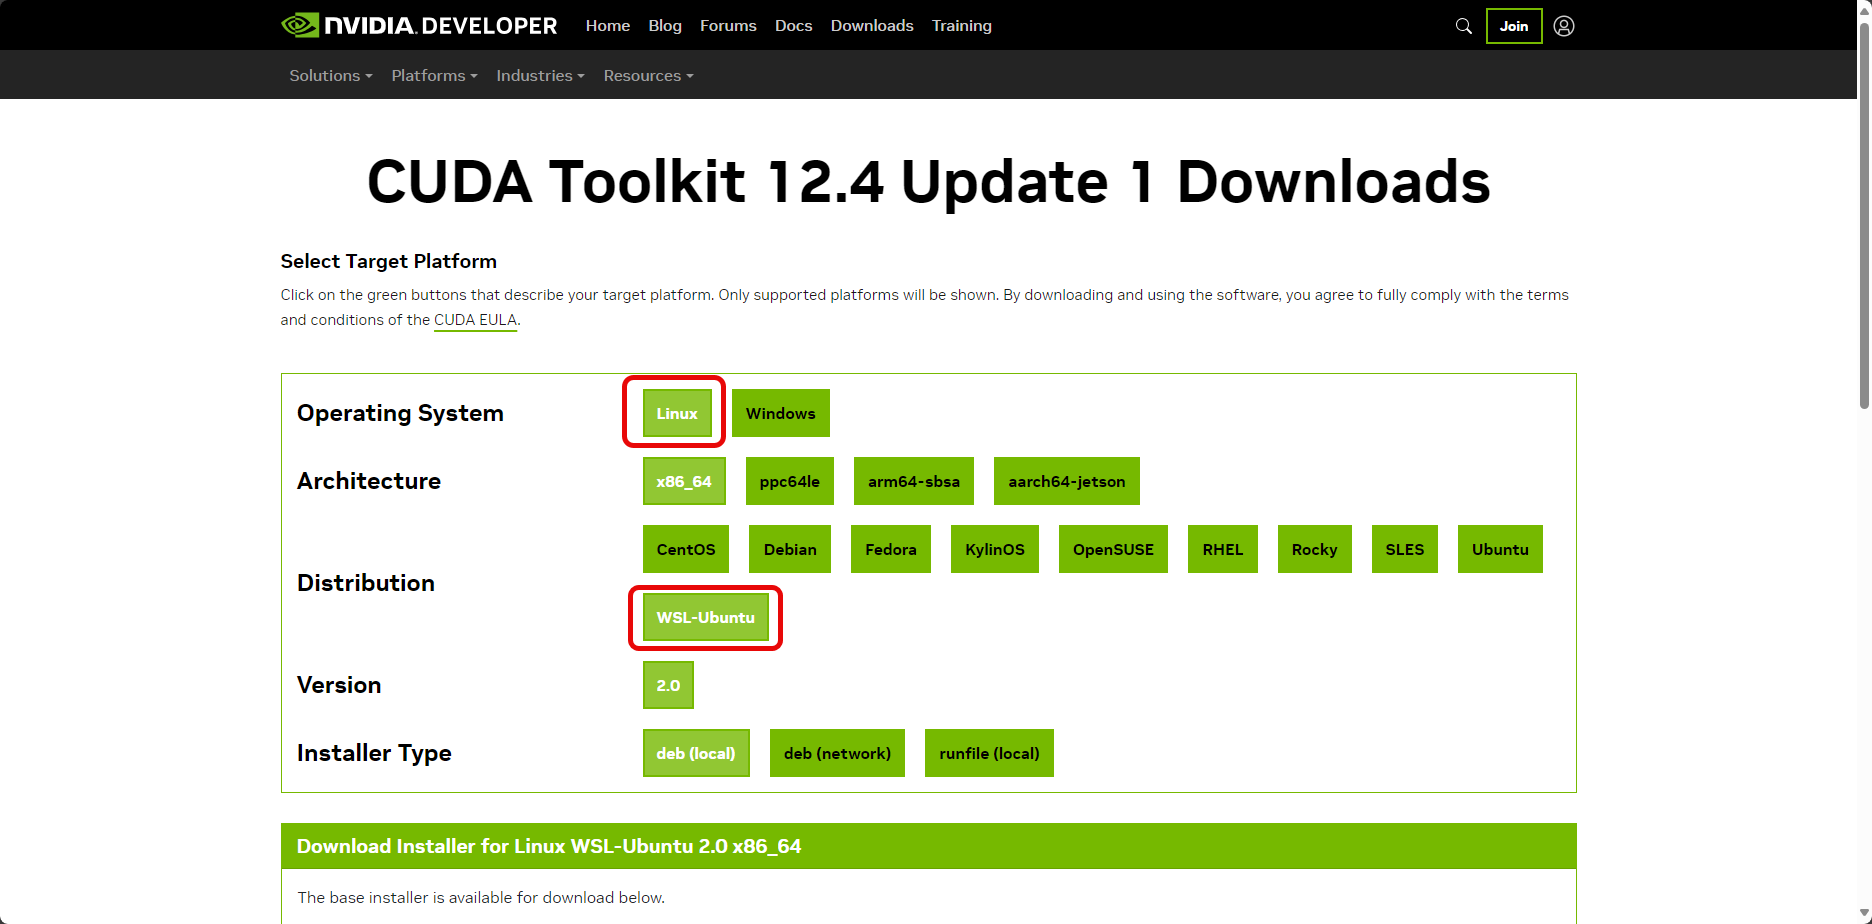 NVIDIA. DEVELOPER Home Blog Forums Docs Downloads Training Join
Solutions Platforms Industries Resources
CUDA Toolkit 12.4 Update 1 Downloads
Select Target Platform
Click on the green buttons that describe your target platform. Only supported platforms will be shown. By downloading and using the software, you agree to fully comply with the terms
and conditions of the CUDA EULA.
Operating System Linux Windows
Architecture x86_64 ppc64le arm64-sbsa aarch64-jetson
CentOS Debian Fedora KylinOS OpenSUSE RHEL Rocky SLES Ubuntu
Distribution
WSL-Ubuntu
Version 2.0
Installer Type deb (local) deb (network) runfile (local)
Download Installer for Linux WSL-Ubuntu 2.0 x86_64
The base installer is available for download below.